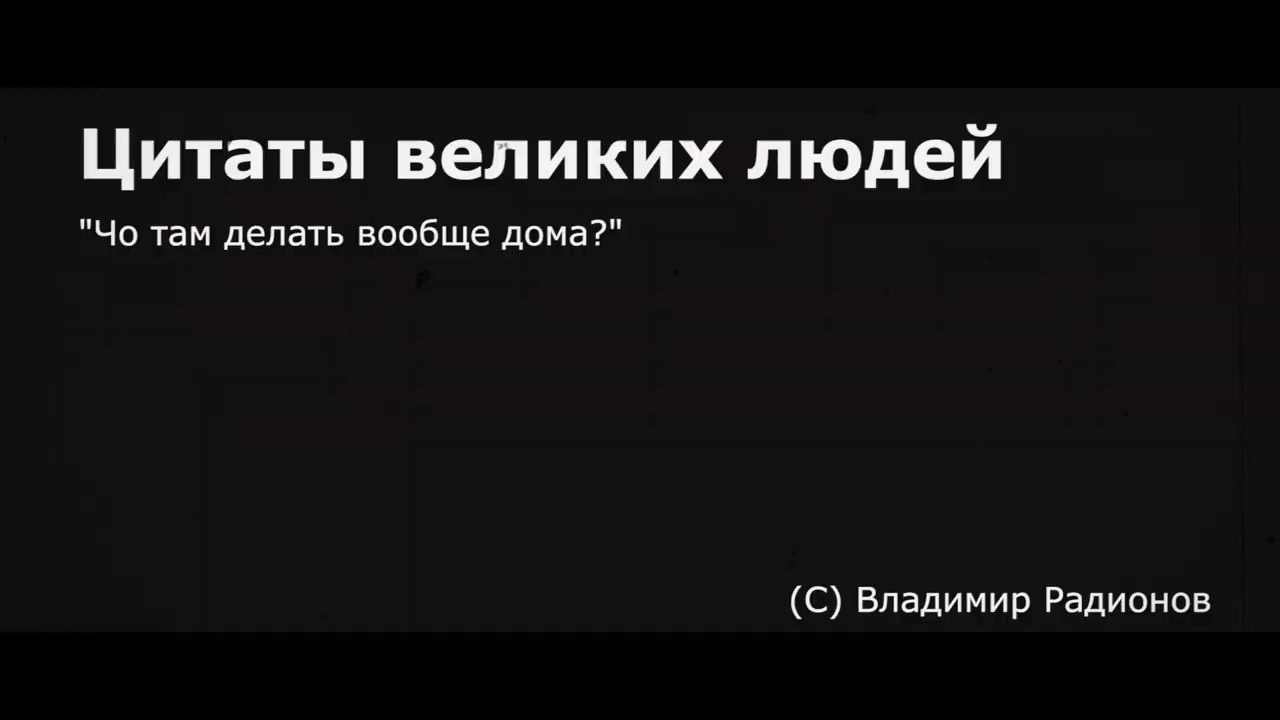 Цитаты великих людей
"Чо там делать вообще дома?"
(С) Владимир Радионов